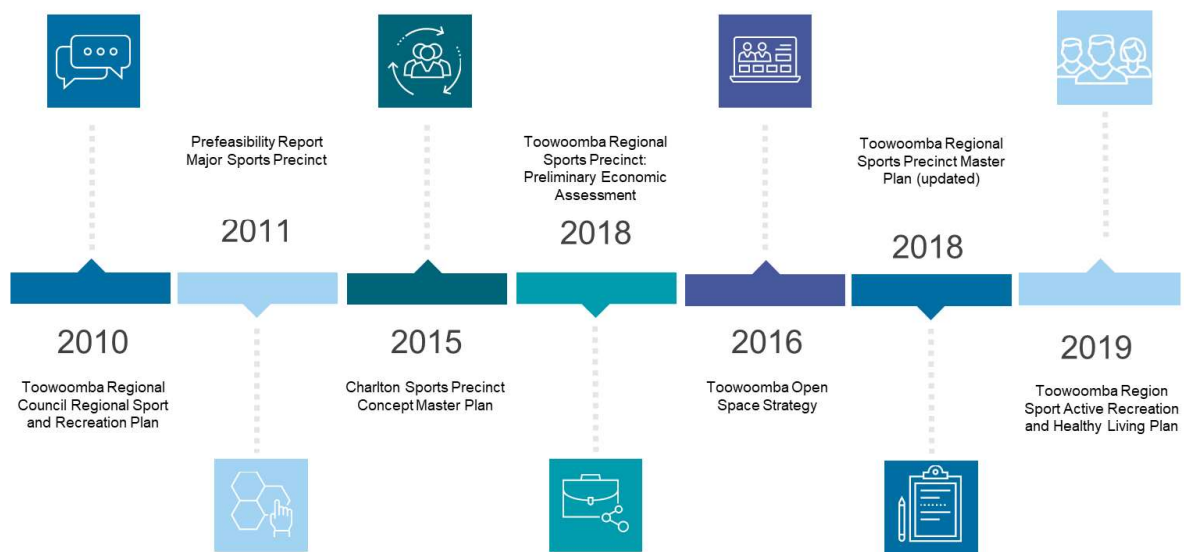 2010
Toowoomba Regional
Council Regional Sport
and Recreation Plan
Prefeasibility Report
Major Sports Precinct
2011
2015
Charlton Sports Precinct
Concept Master Plan
Toowoomba Regional
Sports Precinct:
Preliminary Economic
Assessment
2018
2016
Toowoomba Open
Space Strategy
Toowoomba Regional
Sports Precinct Master
Plan (updated)
2018
2019
Toowoomba Region
Sport Active Recreation
and Healthy Living Plan